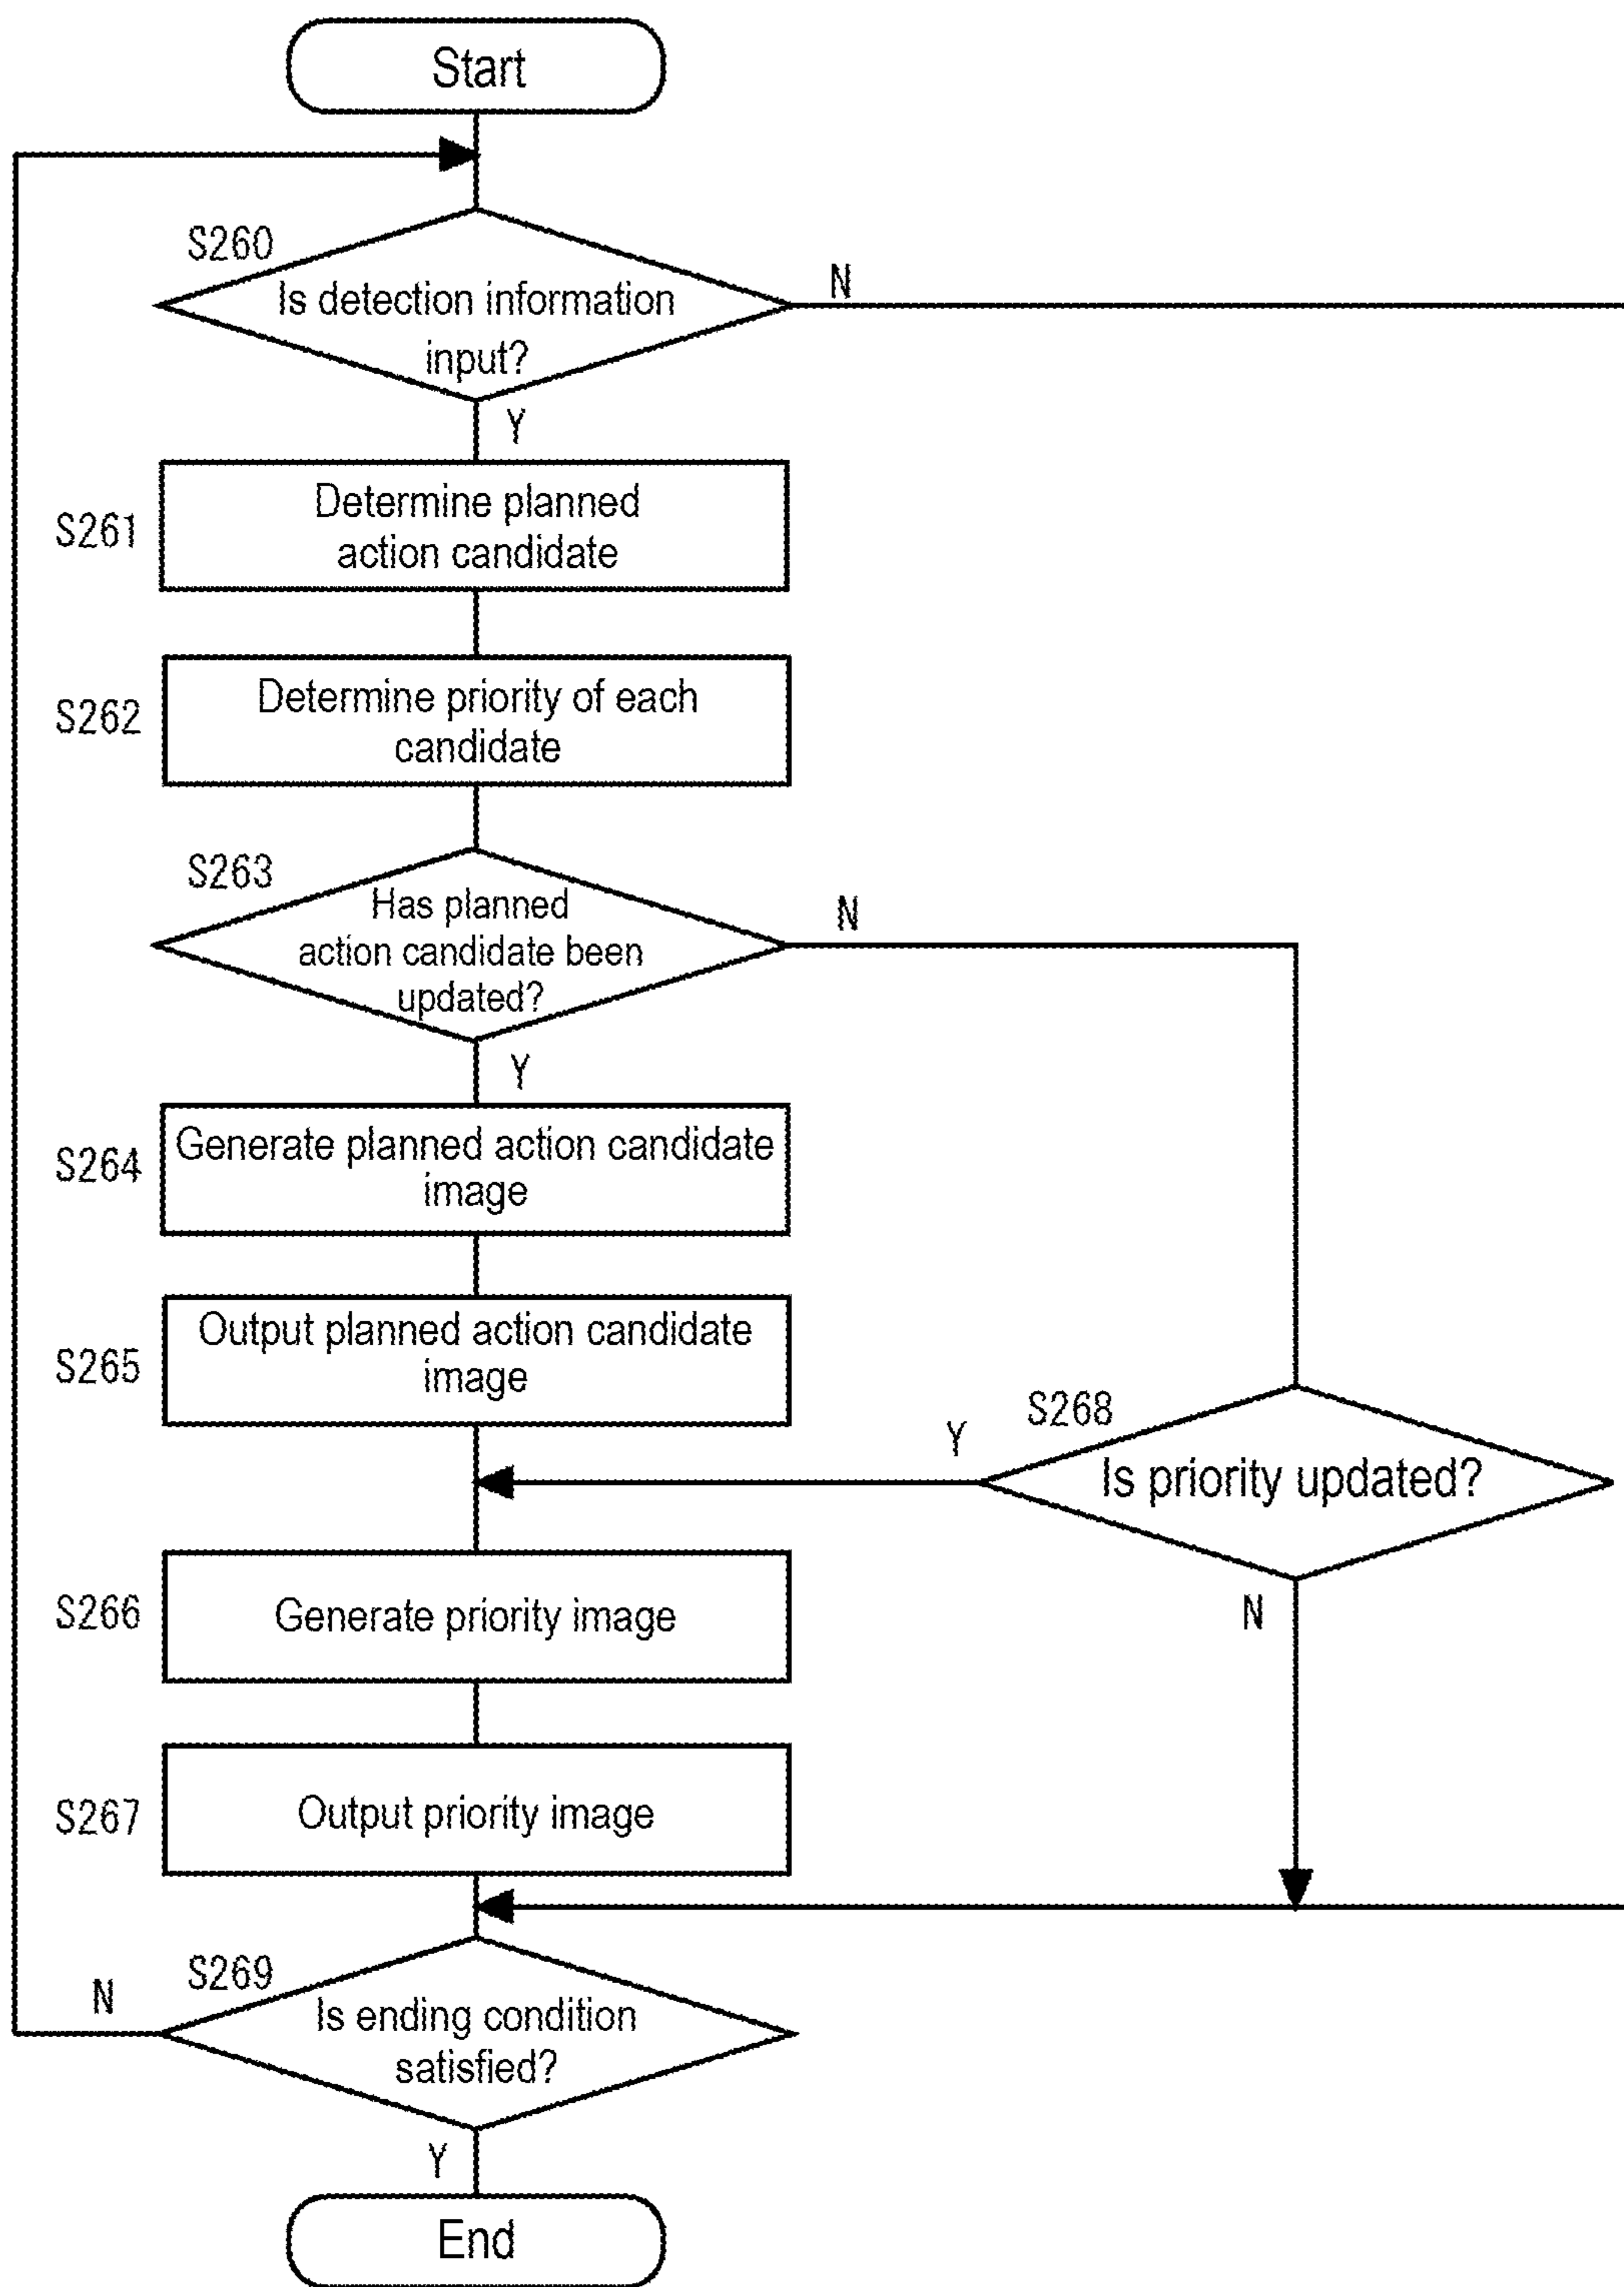 Start
S260
Is detection information
input?
N
Y
S261
Determine planned
action candidate
S262
Determine priority of each
candidate
S263
Has planned
action candidate been
updated?
N
Y
S264
Generate planned action candidate
image
S265
Output planned action candidate
image
S268
Y
Is priority updated?
N
S266
Generate priority image
S267
Output priority image
S269
N
Is ending condition
satisfied?
Y
End